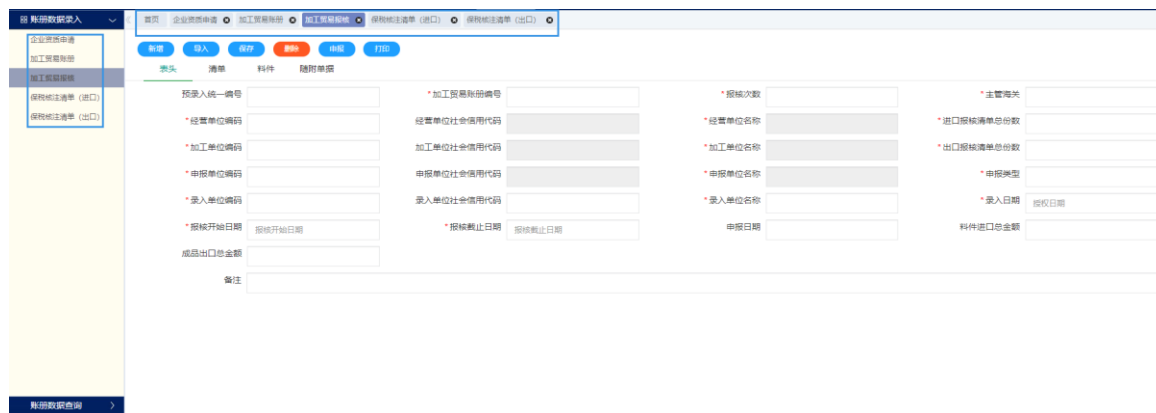 账册数据录入
首页 企业资质申请 加工贸易账册 加工贸易报核 保税核注清单（进口） 保税核注清单（出口）
企业资质申请
加工贸易账册
加工贸易报核
保税核注清单（进口）
保税核注清单（出口）
新增 导入 保存 删除 申报 打印
表头 清单 料件 随附单据
预录入统一编号 *加工贸易账册编号 *报核次数 *主管海关
*经营单位编码 经营单位社会信用代码 *经营单位名称 *进口报核清单总份数
*加工单位编码 加工单位社会信用代码 *加工单位名称 *出口报核清单总份数
*申报单位编码 申报单位社会信用代码 *申报单位名称 *申报类型
*录入单位编码 录入单位社会信用代码 *录入单位名称 *录入日期 授权日期
*报核开始日期 报核开始日期 *报核截止日期 报核截止日期 申报日期 料件进口总金额
成品出口总金额
备注
账册数据查询